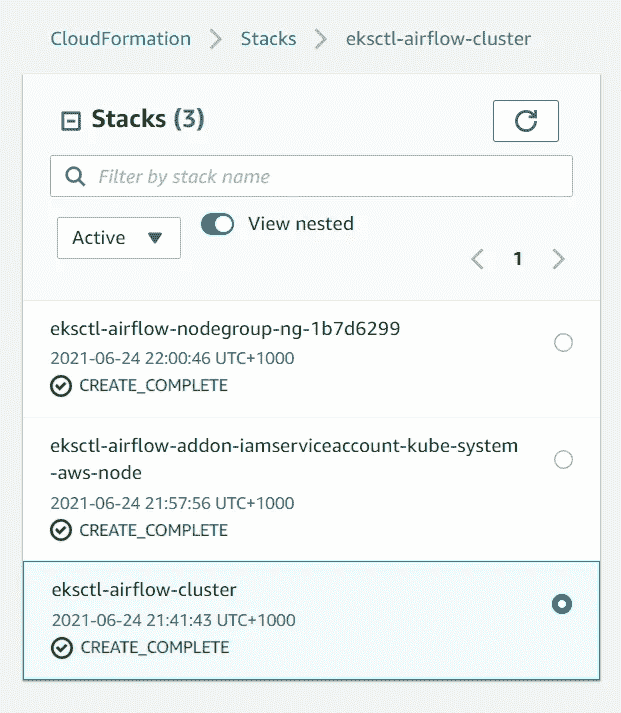 CloudFormation > Stacks > eksctl-airflow-cluster
Stacks (3)
Filter by stack name
Active
View nested
1
eksctl-airflow-nodegroup-ng-1b7d6299
2021-06-24 22:00:46 UTC+1000
CREATE_COMPLETE
eksctl-airflow-addon-iamserviceaccount-kube-system
-aws-node
2021-06-24 21:57:56 UTC+1000
CREATE_COMPLETE
eksctl-airflow-cluster
2021-06-24 21:41:43 UTC+1000
CREATE_COMPLETE